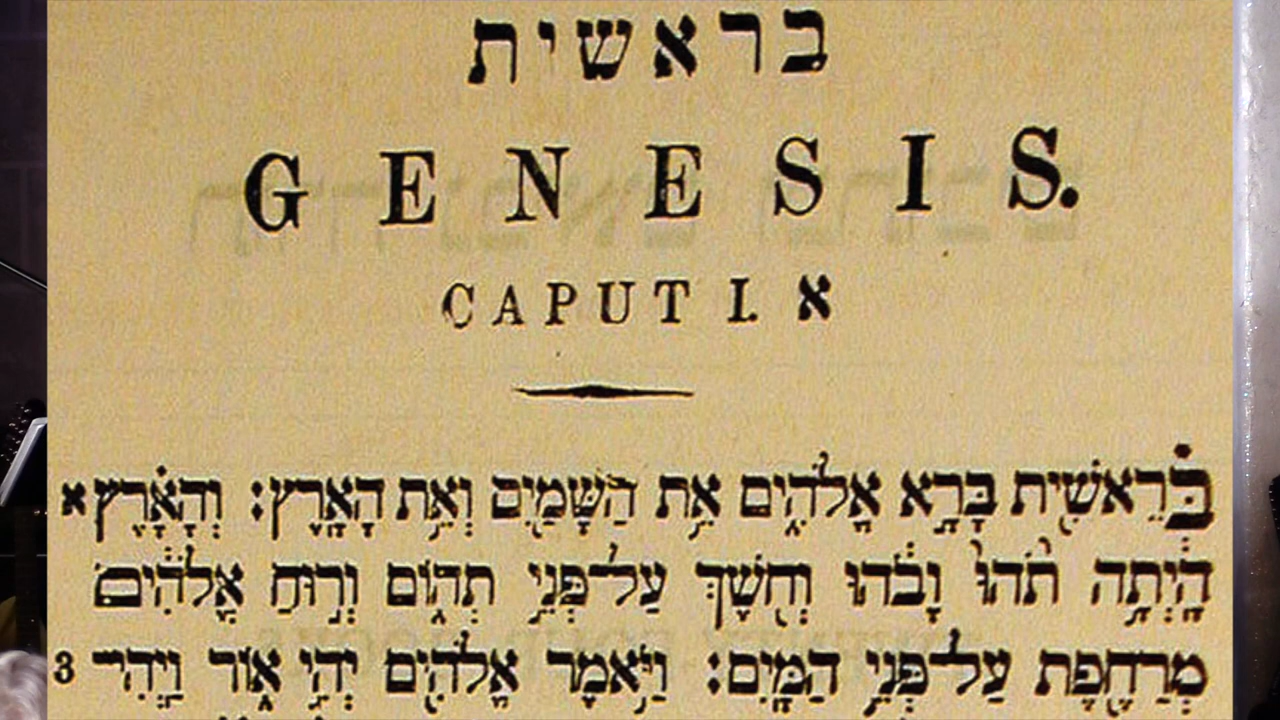 בראשית
GENESIS.
CAPUT I. א
בְּרֵאשִׁ֖ית בָּרָ֣א אֱלֹהִ֑ים אֵ֥ת הַשָּׁמַ֖יִם וְאֵ֥ת הָאָֽרֶץ׃ וְהָאָ֗רֶץ א
הָיְתָ֥ה תֹ֙הוּ֙ וָבֹ֔הוּ וְחֹ֖שֶׁךְ עַל־פְּנֵ֣י תְה֑וֹם וְר֣וּחַ אֱלֹהִ֔ים
מְרַחֶ֖פֶת עַל־פְּנֵ֥י הַמָּֽיִם׃ וַיֹּ֥אמֶר אֱלֹהִ֖ים יְהִ֣י א֑וֹר וַֽיְהִי־ 3